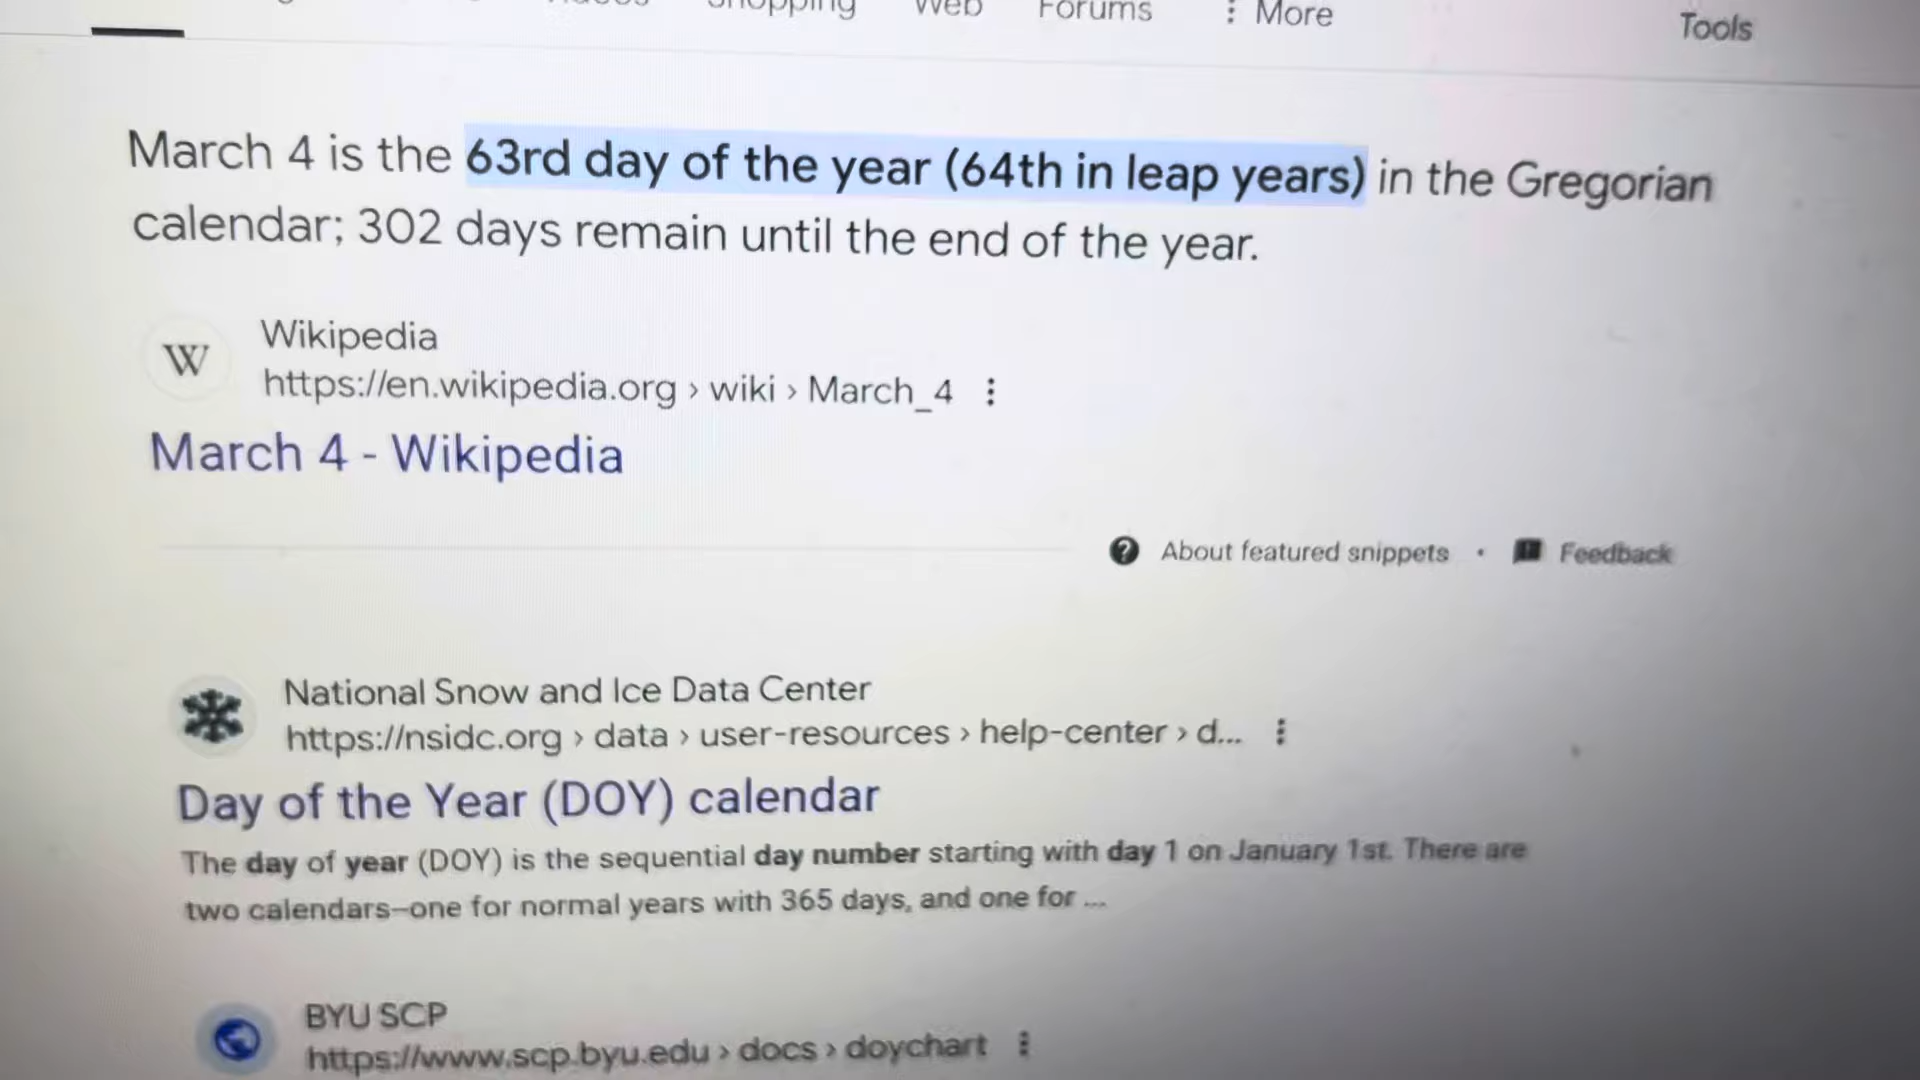 Shopping Web Forums More Tools
March 4 is the 63rd day of the year (64th in leap years) in the Gregorian
calendar; 302 days remain until the end of the year.
Wikipedia
https://en.wikipedia.org › wiki › March_4
March 4 - Wikipedia
About featured snippets • Feedback
National Snow and Ice Data Center
https://nsidc.org › data › user-resources › help-center › d...
Day of the Year (DOY) calendar
The day of year (DOY) is the sequential day number starting with day 1 on January 1st. There are
two calendars—one for normal years with 365 days, and one for ...
BYU SCP
https://www.scp.byu.edu › docs › doychart